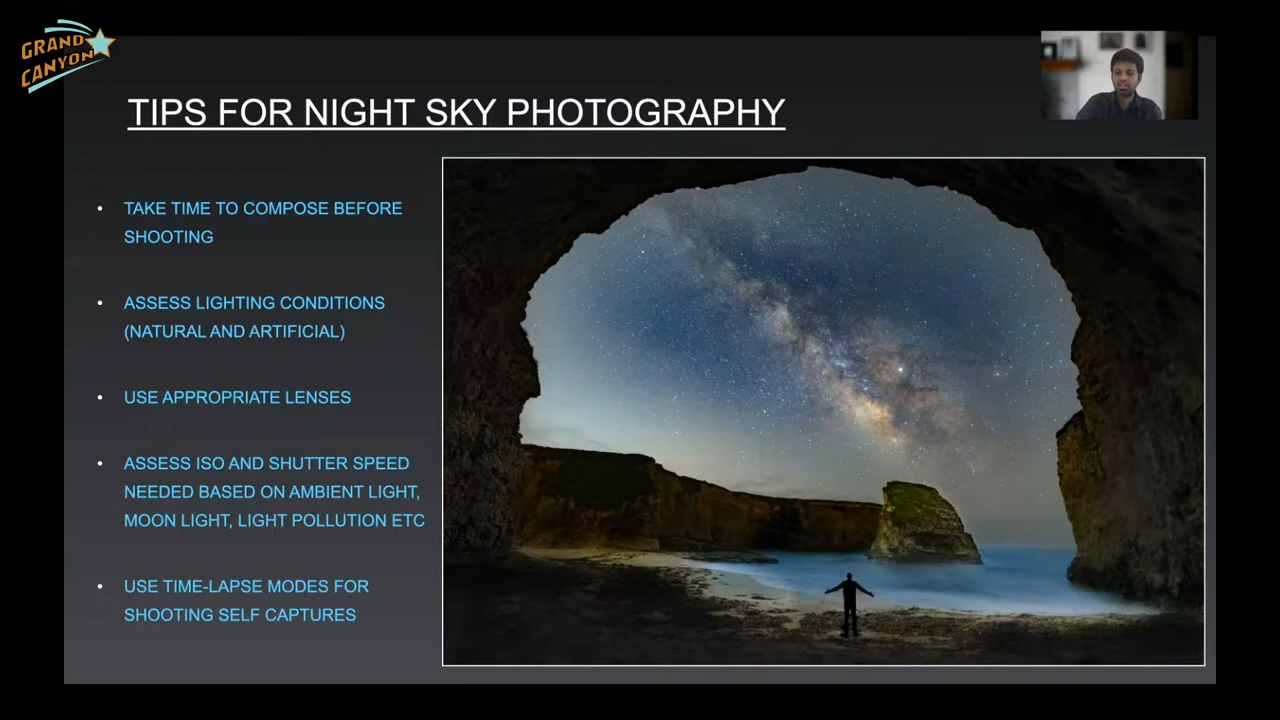 GRAND
CANYON
TIPS FOR NIGHT SKY PHOTOGRAPHY
• TAKE TIME TO COMPOSE BEFORE
SHOOTING
• ASSESS LIGHTING CONDITIONS
(NATURAL AND ARTIFICIAL)
• USE APPROPRIATE LENSES
• ASSESS ISO AND SHUTTER SPEED
NEEDED BASED ON AMBIENT LIGHT,
MOON LIGHT, LIGHT POLLUTION ETC
• USE TIME-LAPSE MODES FOR
SHOOTING SELF CAPTURES